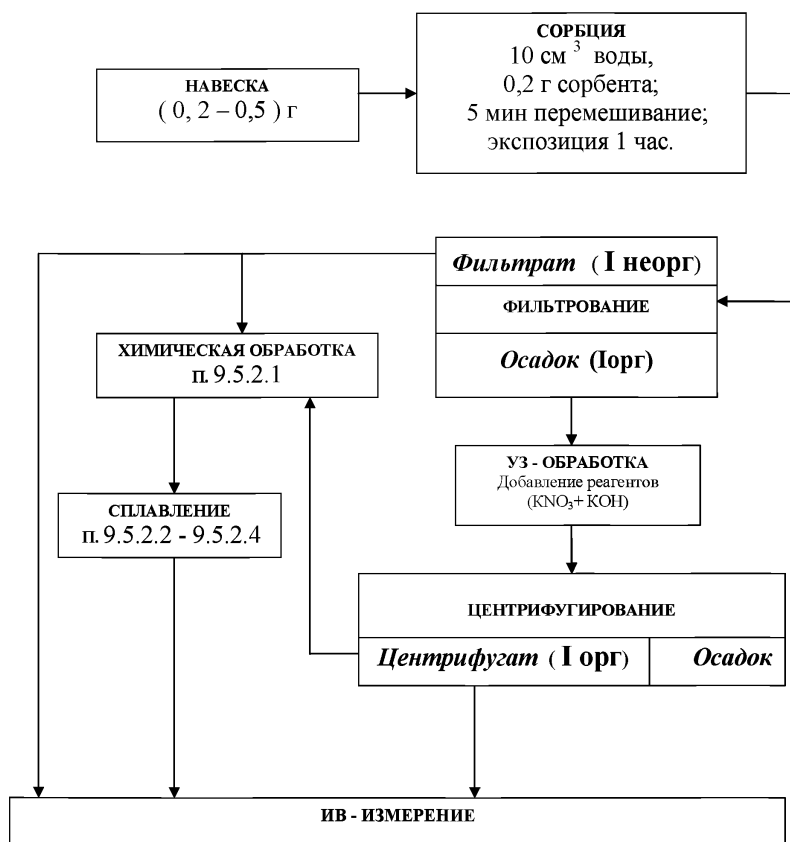 НАВЕСКА
( 0, 2 – 0,5 ) г
СОРБЦИЯ
10 см ³ воды,
0,2 г сорбента;
5 мин перемешивание;
экспозиция 1 час.
Фильтрат ( I неорг)
ФИЛЬТРОВАНИЕ
Осадок (Iорг)
ХИМИЧЕСКАЯ ОБРАБОТКА
П. 9.5.2.1
УЗ - ОБРАБОТКА
Добавление реагентов
(KNO₃+ КОН)
СПЛАВЛЕНИЕ
П. 9.5.2.2 - 9.5.2.4
ЦЕНТРИФУГИРОВАНИЕ
Центрифугат ( I орг)
Осадок
ИВ - ИЗМЕРЕНИЕ